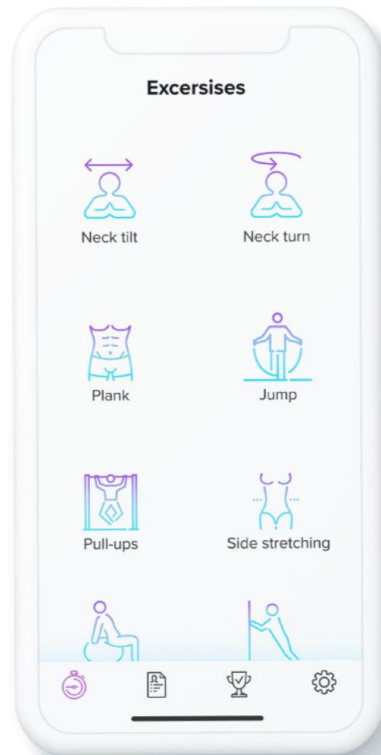 Excersises
Neck tilt
Neck turn
Plank
Jump
Pull-ups
Side stretching